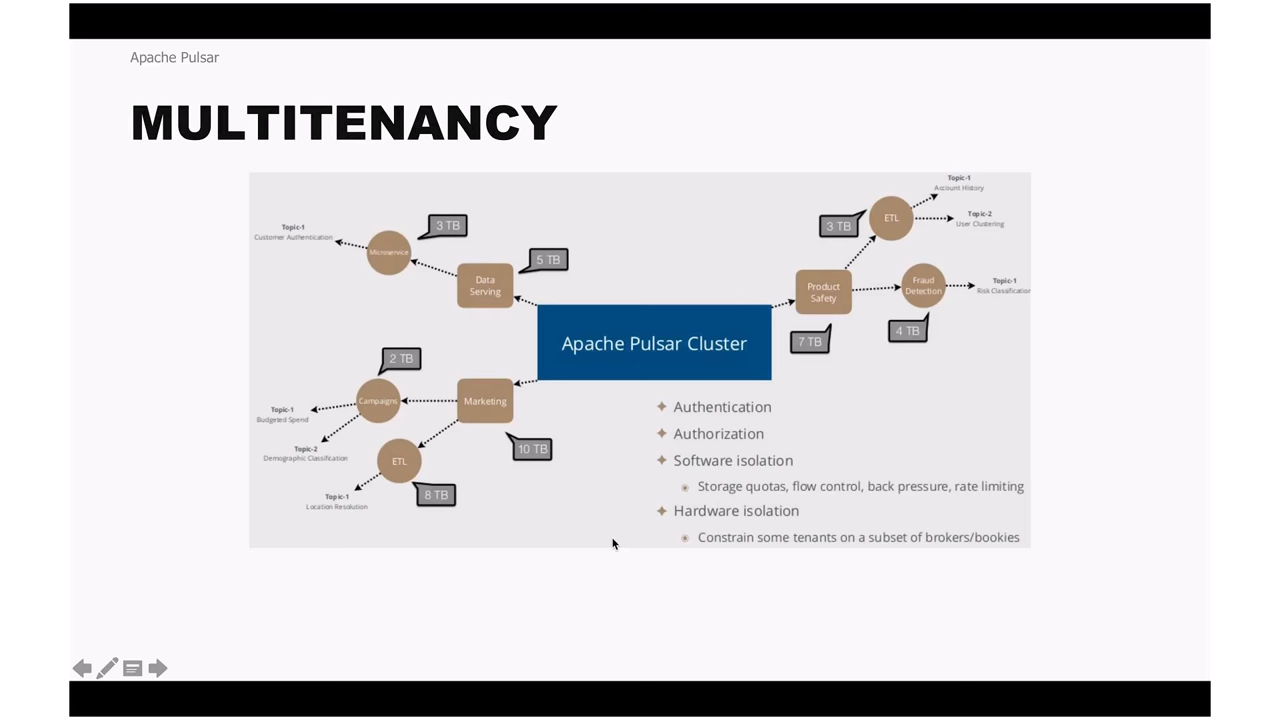 Apache Pulsar
MULTITENANCY
Topic-1
Customer Authentication
Microservice
3 TB
Data
Serving
5 TB
Topic-1
Account History
Topic-2
User Clustering
ETL
3 TB
Product
Safety
7 TB
Fraud
Detection
4 TB
Topic-1
Risk Classification
Apache Pulsar Cluster
2 TB
Campaigns
Marketing
10 TB
Topic-1
Budgeted Spend
Topic-2
Demographic Classification
ETL
8 TB
Topic-1
Location Resolution
Authentication
Authorization
Software isolation
Storage quotas, flow control, back pressure, rate limiting
Hardware isolation
Constrain some tenants on a subset of brokers/bookies